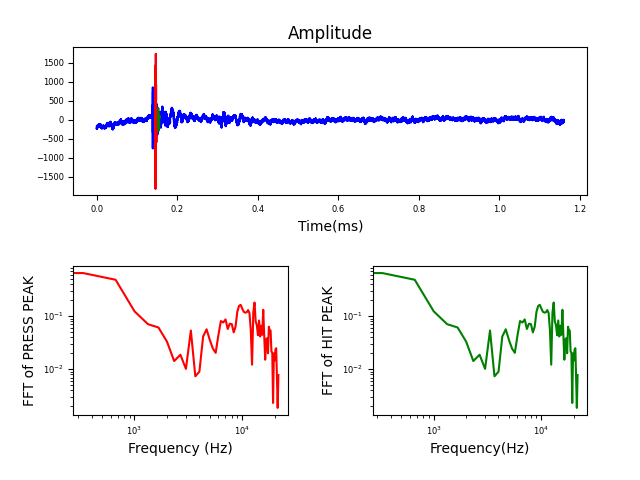 Amplitude
1500
1000
500
0
−500
−1000
−1500
0.0 0.2 0.4 0.6 0.8 1.0 1.2
Time(ms)
FFT of PRESS PEAK
10⁻¹
10⁻²
10³ 10⁴
Frequency (Hz)
FFT of HIT PEAK
10⁻¹
10⁻²
10³ 10⁴
Frequency(Hz)